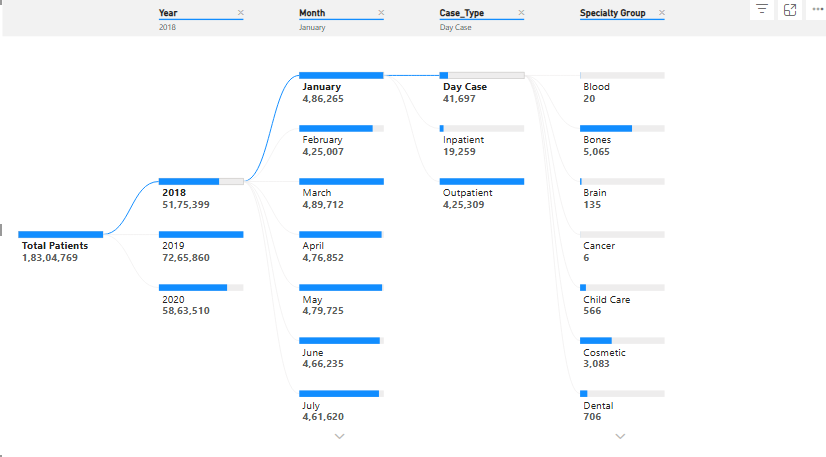 Year
2018
Month
January
Case_Type
Day Case
Specialty Group
Total Patients
1,83,04,769
2018
51,75,399
2019
72,65,860
2020
58,63,510
January
4,86,265
February
4,25,007
March
4,89,712
April
4,76,852
May
4,79,725
June
4,66,235
July
4,61,620
Day Case
41,697
Inpatient
19,259
Outpatient
4,25,309
Blood
20
Bones
5,065
Brain
135
Cancer
6
Child Care
566
Cosmetic
3,083
Dental
706